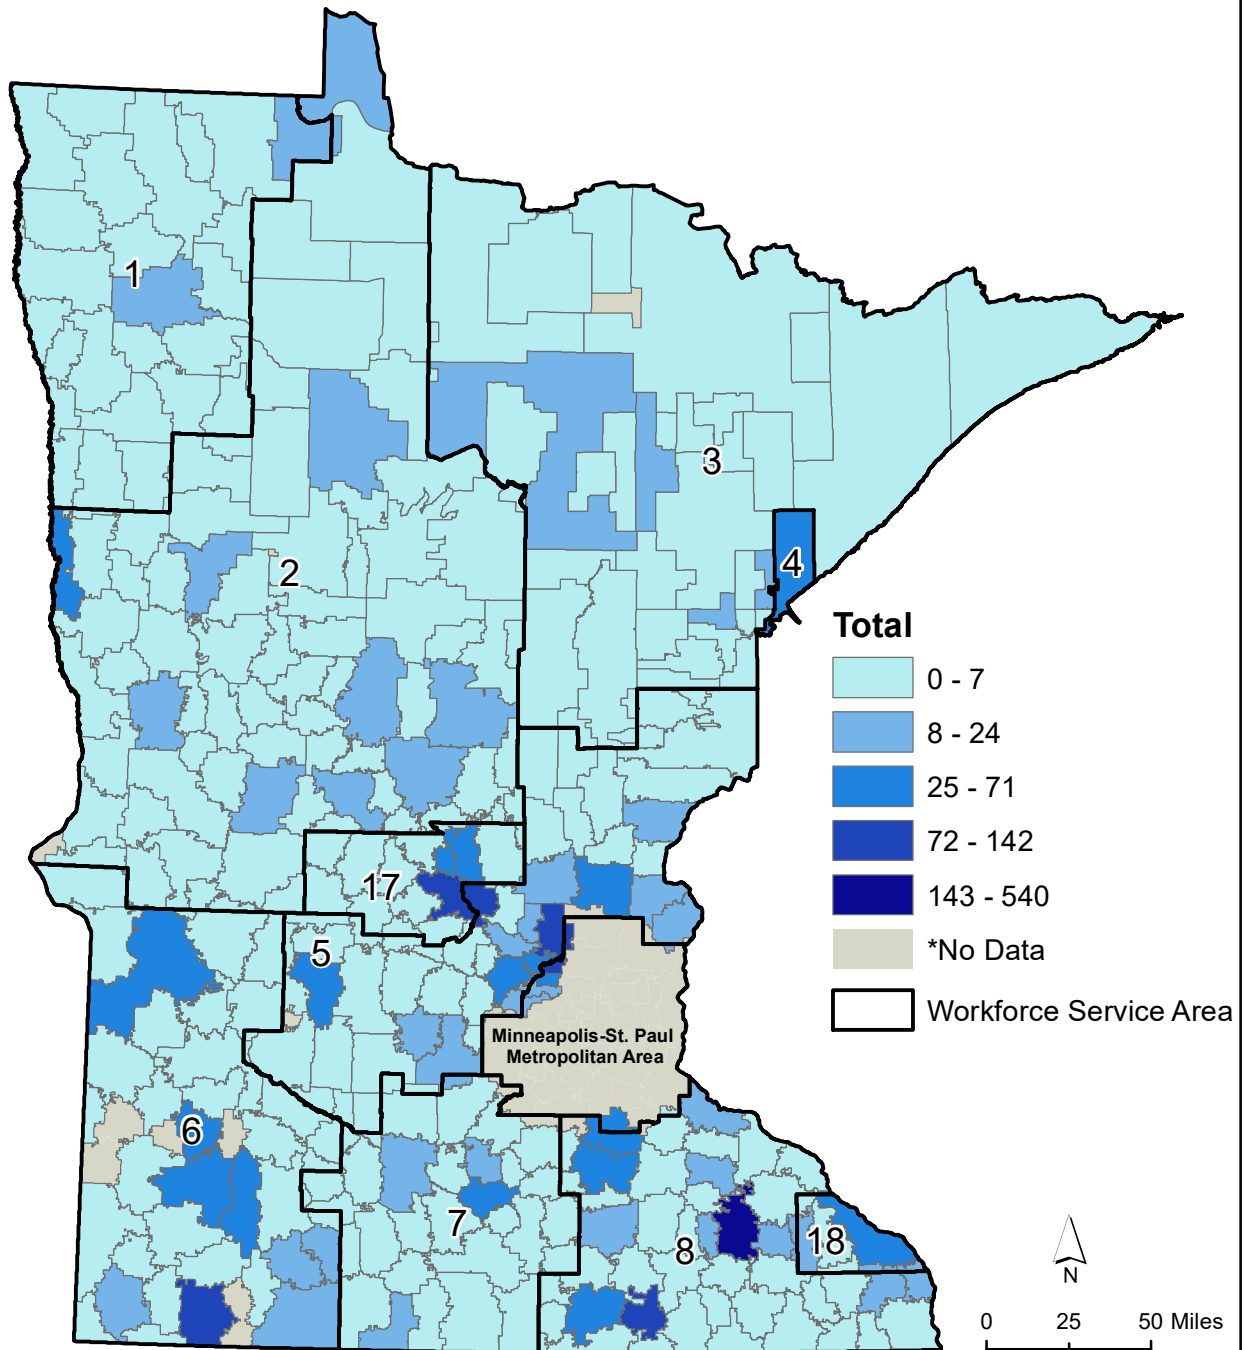 1
3
4
2
Total
0 - 7
8 - 24
25 - 71
72 - 142
143 - 540
*No Data
Workforce Service Area
17
5
Minneapolis-St. Paul
Metropolitan Area
6
7
8
18
N
0 25 50 Miles